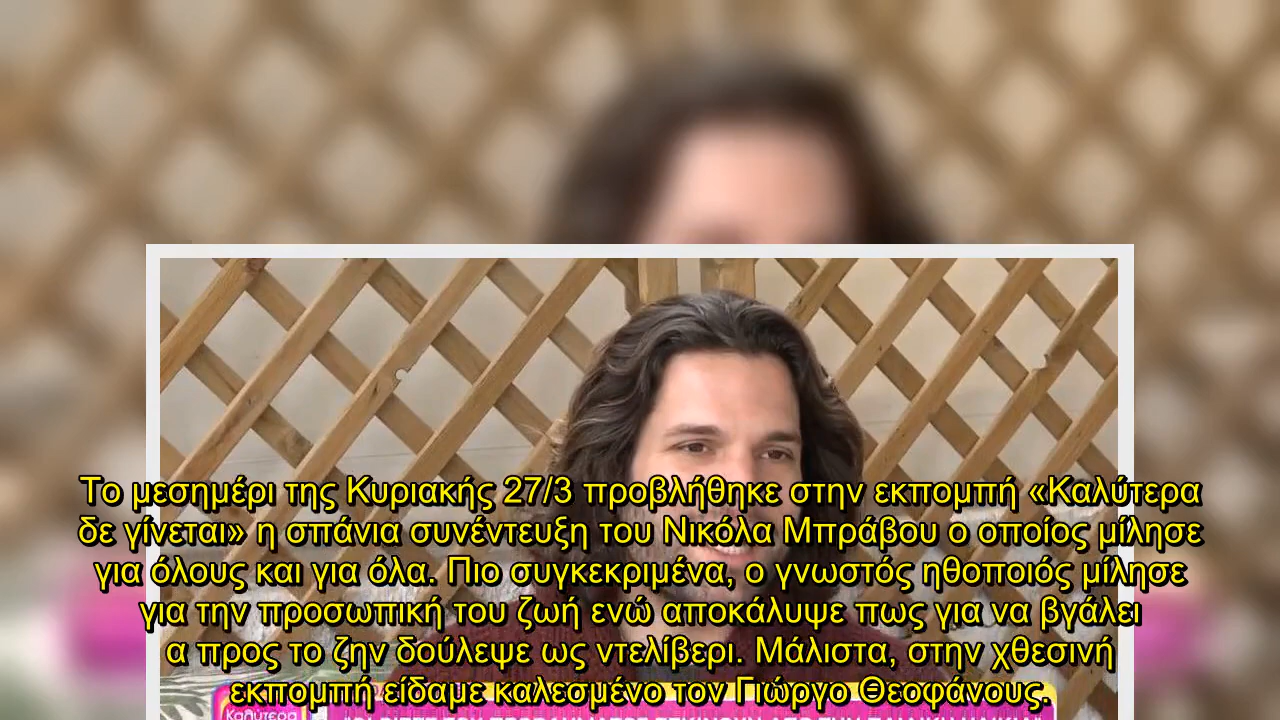 Το μεσημέρι της Κυριακής 27/3 προβλήθηκε στην εκπομπή «Καλύτερα
δε γίνεται» η σπάνια συνέντευξη του Νικόλα Μπράβου ο οποίος μίλησε
για όλους και για όλα. Πιο συγκεκριμένα, ο γνωστός ηθοποιός μίλησε
για την προσωπική του ζωή ενώ αποκάλυψε πως για να βγάλει
α προς το ζην δούλεψε ως ντελίβερι. Μάλιστα, στην χθεσινή
εκπομπή είδαμε καλεσμένο τον Γιώργο Θεοφάνους.
Καλύτερα